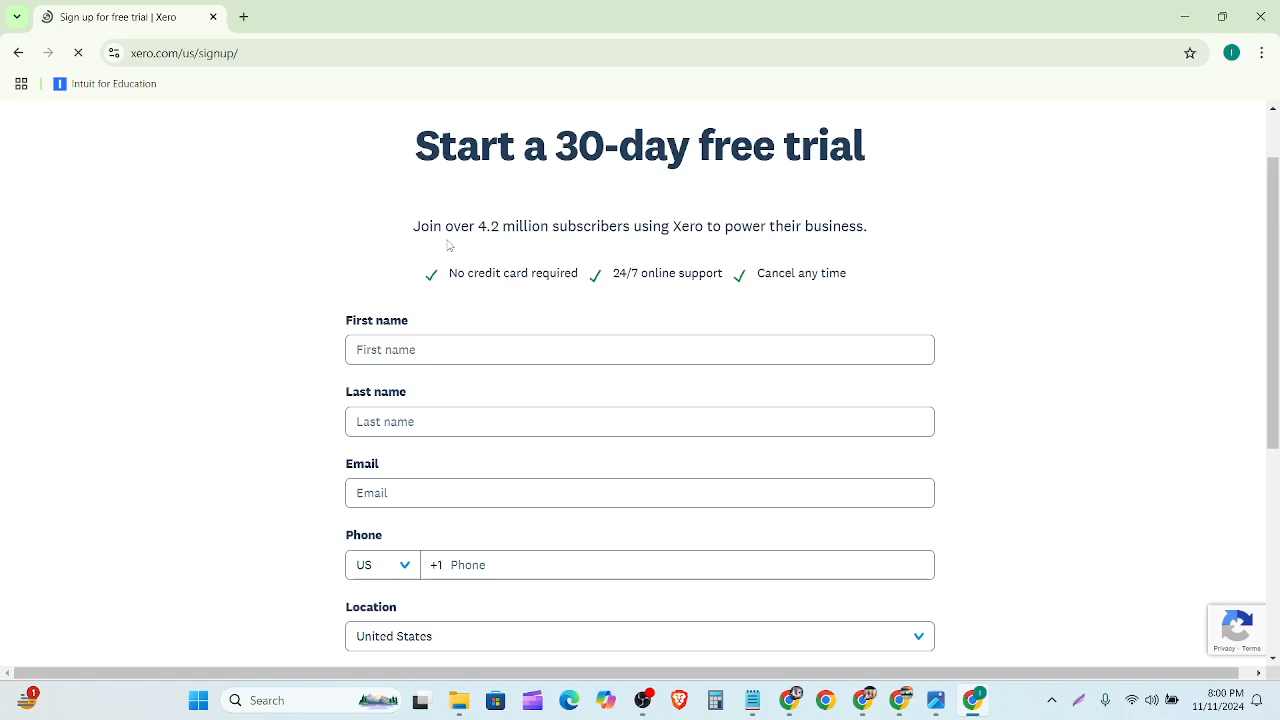 Sign up for free trial | Xero
xero.com/us/signup/
I
Intuit for Education
Start a 30-day free trial
Join over 4.2 million subscribers using Xero to power their business.
No credit card required 24/7 online support Cancel any time
First name
First name
Last name
Last name
Email
Email
Phone
US +1 Phone
Location
United States
Privacy - Terms
1
Search
8:00 PM
11/11/2024